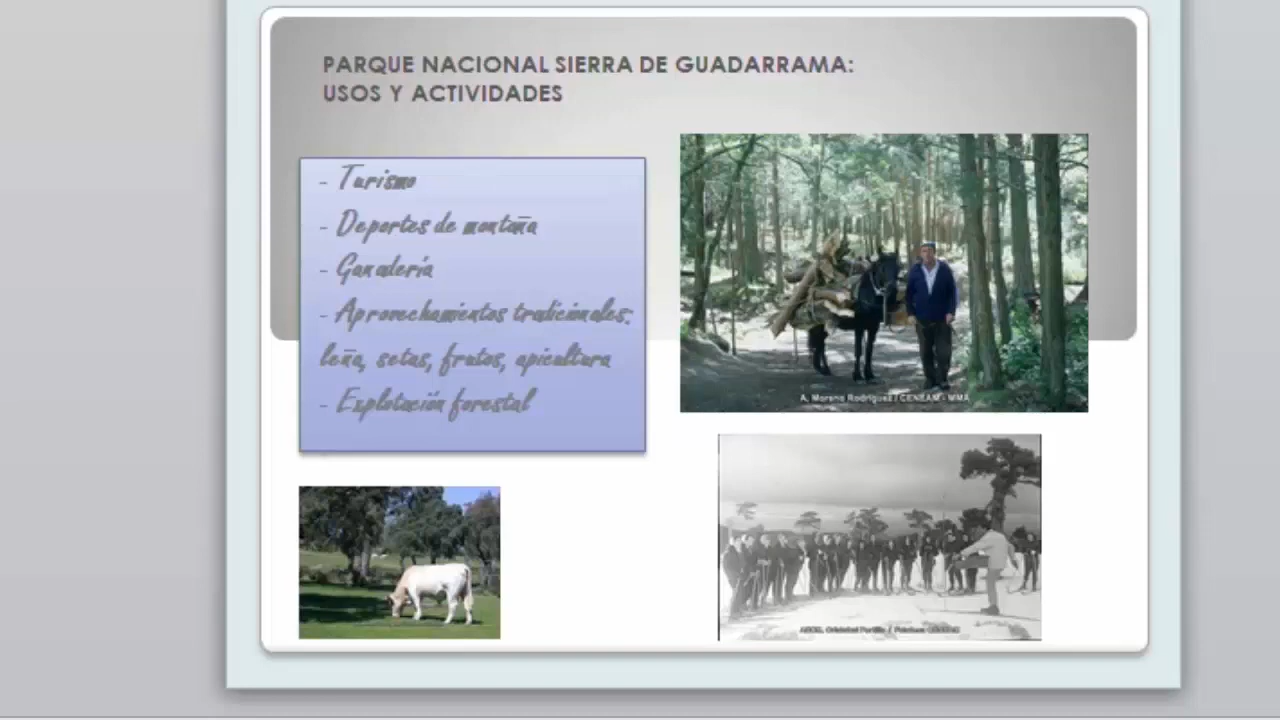 PARQUE NACIONAL SIERRA DE GUADARRAMA:
USOS Y ACTIVIDADES
- Turismo
- Deportes de montaña
- Ganadería
- Aprovechamientos tradicionales:
leña, setas, frutos, apicultura
- Explotación forestal
A. Moreno Rodríguez / CENEAM - MMA